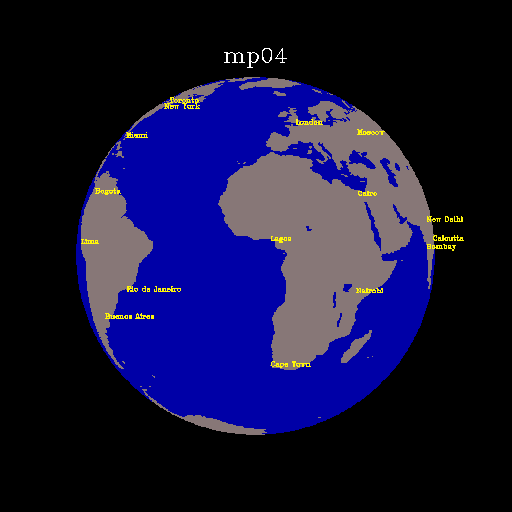 mp04
Toronto
New York
London
Moscow
Miami
Bogota
Cairo
New Delhi
Lima
Lagos
Calcutta
Bombay
Rio de Janeiro
Nairobi
Buenos Aires
Cape Town